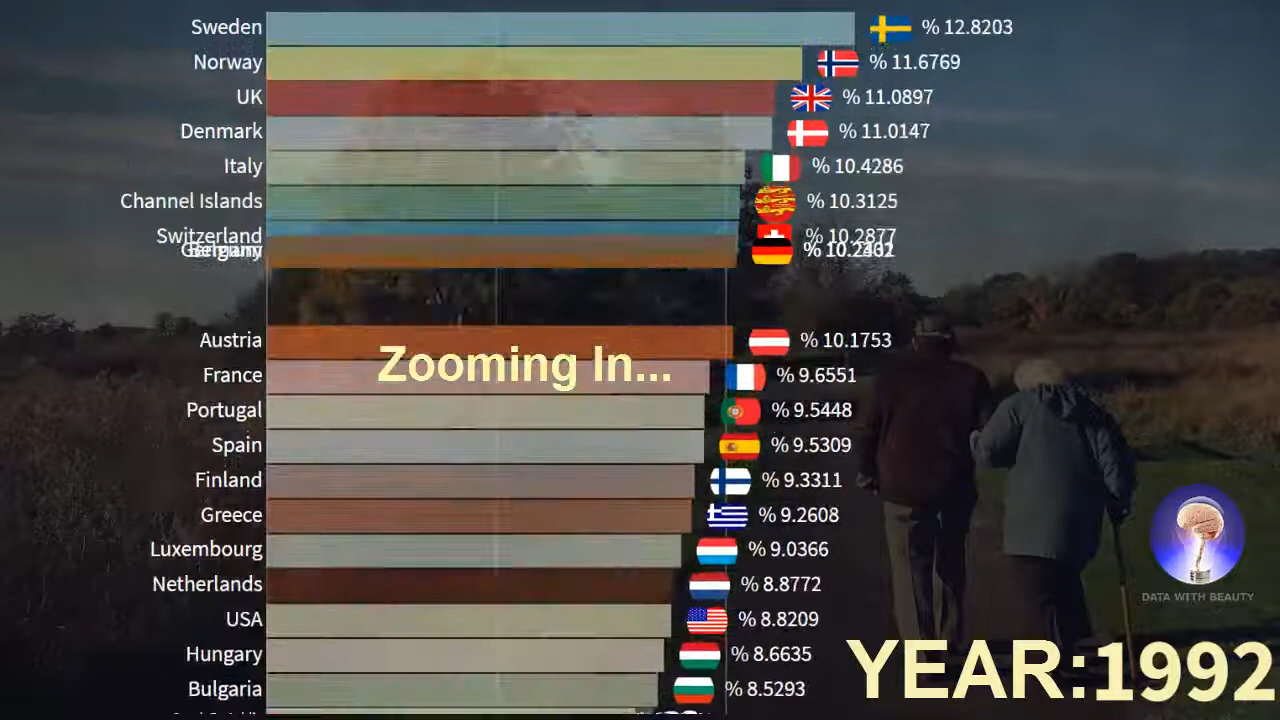 Sweden % 12.8203
Norway % 11.6769
UK % 11.0897
Denmark % 11.0147
Italy % 10.4286
Channel Islands % 10.3125
Switzerland % 10.2877
Austria % 10.1753
Zooming In...
France % 9.6551
Portugal % 9.5448
Spain % 9.5309
Finland % 9.3311
Greece % 9.2608
Luxembourg % 9.0366
Netherlands % 8.8772
DATA WITH BEAUTY
USA % 8.8209
Hungary % 8.6635
Bulgaria % 8.5293
YEAR:1992